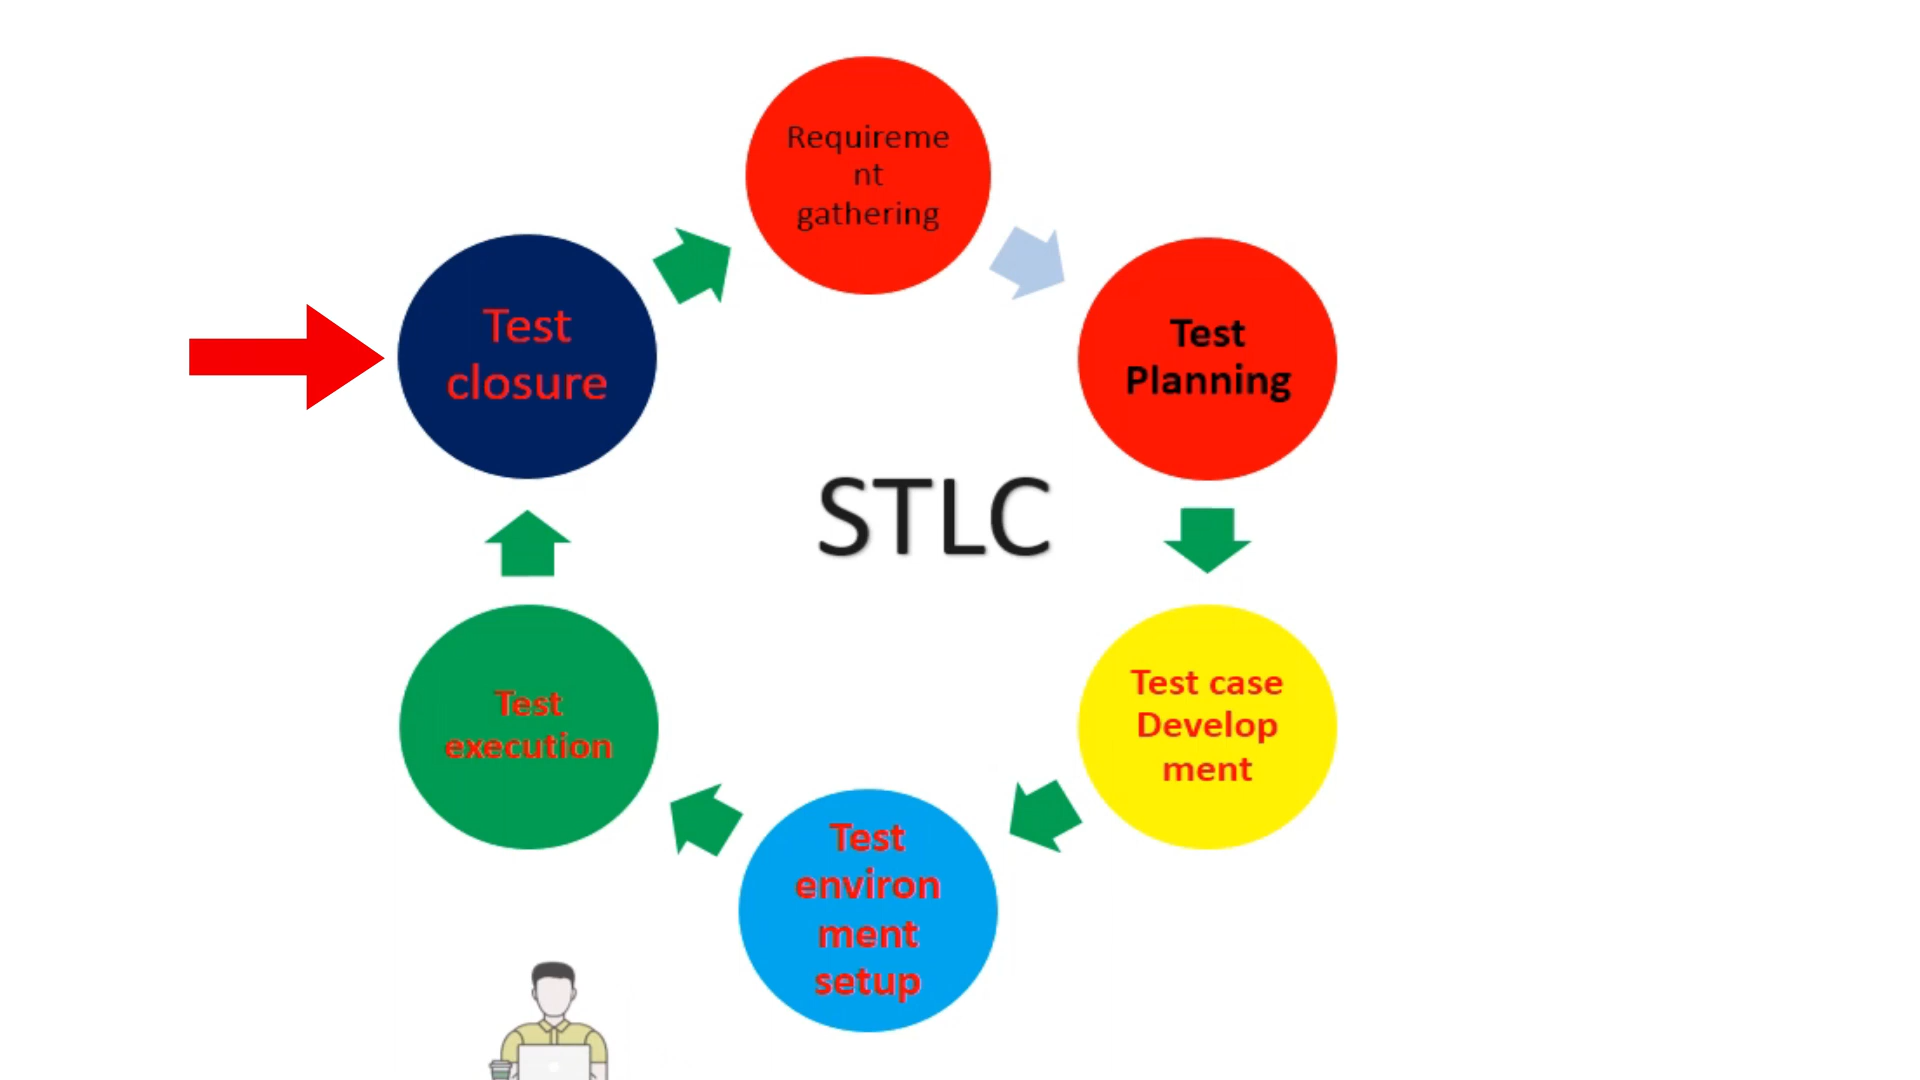 Requireme
nt
gathering
Test
Planning
Test case
Develop
ment
Test
environ
ment
setup
Test
execution
Test
closure
STLC